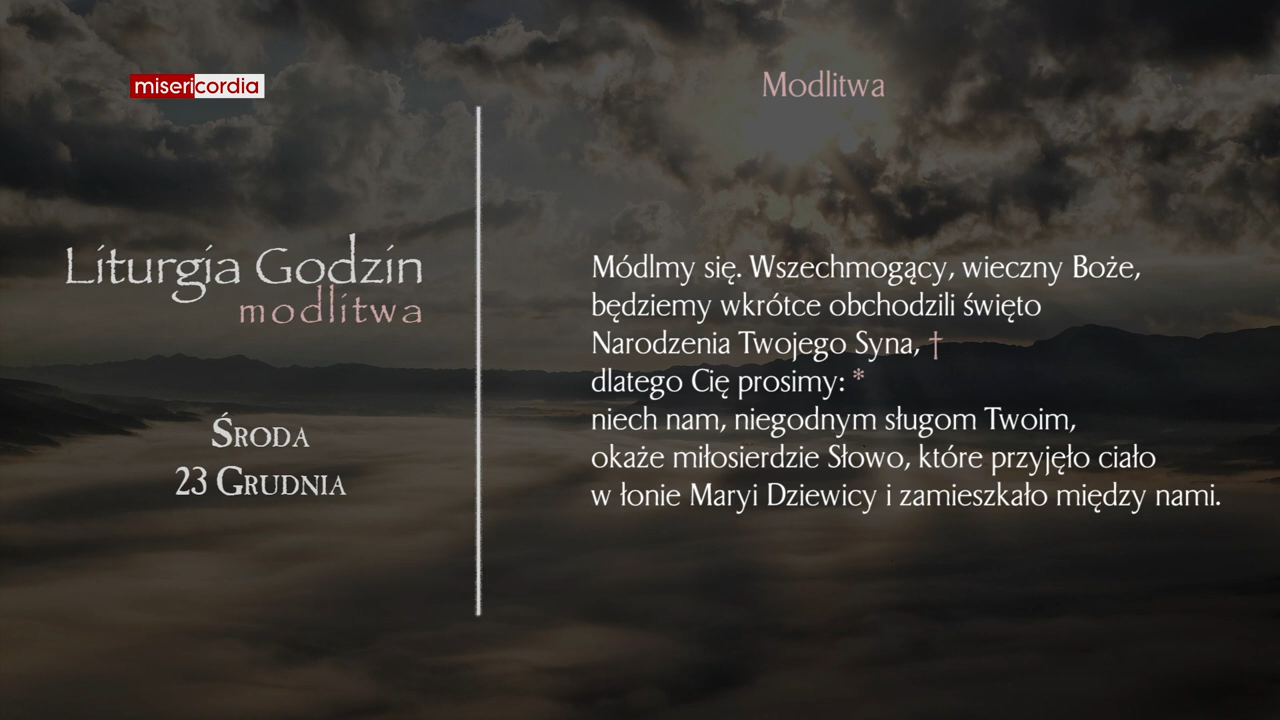 misericordia
Liturgia Godzin
modlitwa
Środa
23 Grudnia
Modlitwa
Módlmy się. Wszechmogący, wieczny Boże,
będziemy wkrótce obchodzili święto
Narodzenia Twojego Syna, †
dlatego Cię prosimy: *
niech nam, niegodnym sługom Twoim,
okaże miłosierdzie Słowo, które przyjęło ciało
w łonie Maryi Dziewicy i zamieszkało między nami.